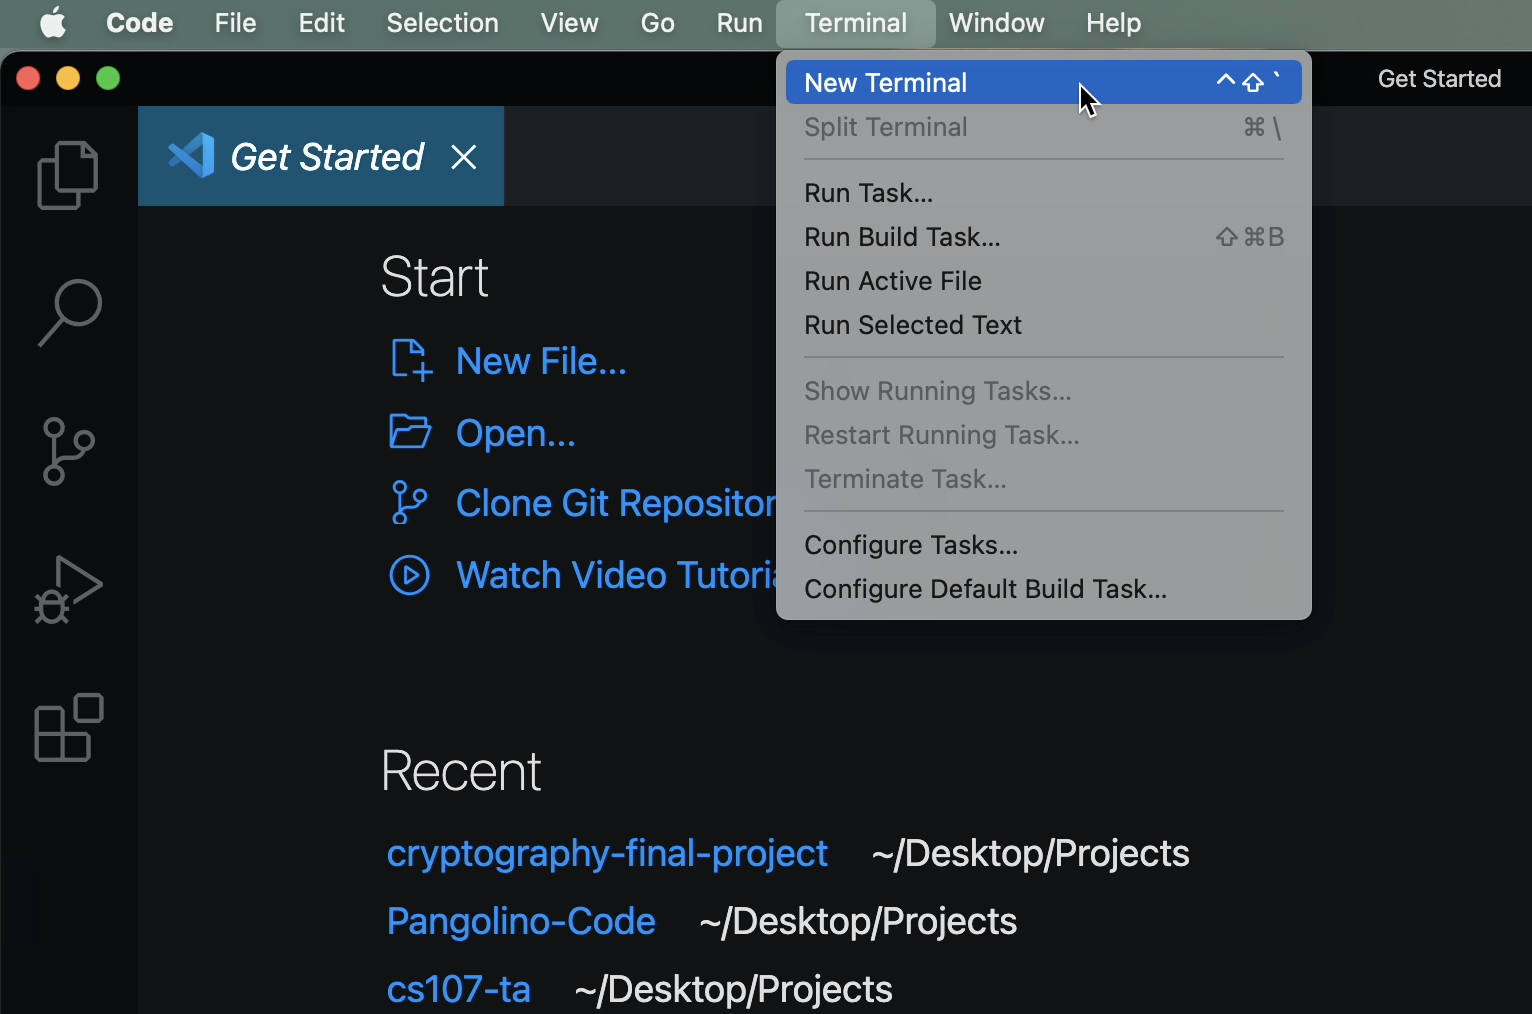 Code File Edit Selection View Go Run Terminal Window Help
Get Started
Get Started
New Terminal ^⇧`
Split Terminal ⌘\
Run Task...
Run Build Task... ⇧⌘B
Run Active File
Run Selected Text
Show Running Tasks...
Restart Running Task...
Terminate Task...
Configure Tasks...
Configure Default Build Task...
Start
New File...
Open...
Clone Git Repositor
Watch Video Tutoria
Recent
cryptography-final-project ~/Desktop/Projects
Pangolino-Code ~/Desktop/Projects
cs107-ta ~/Desktop/Projects